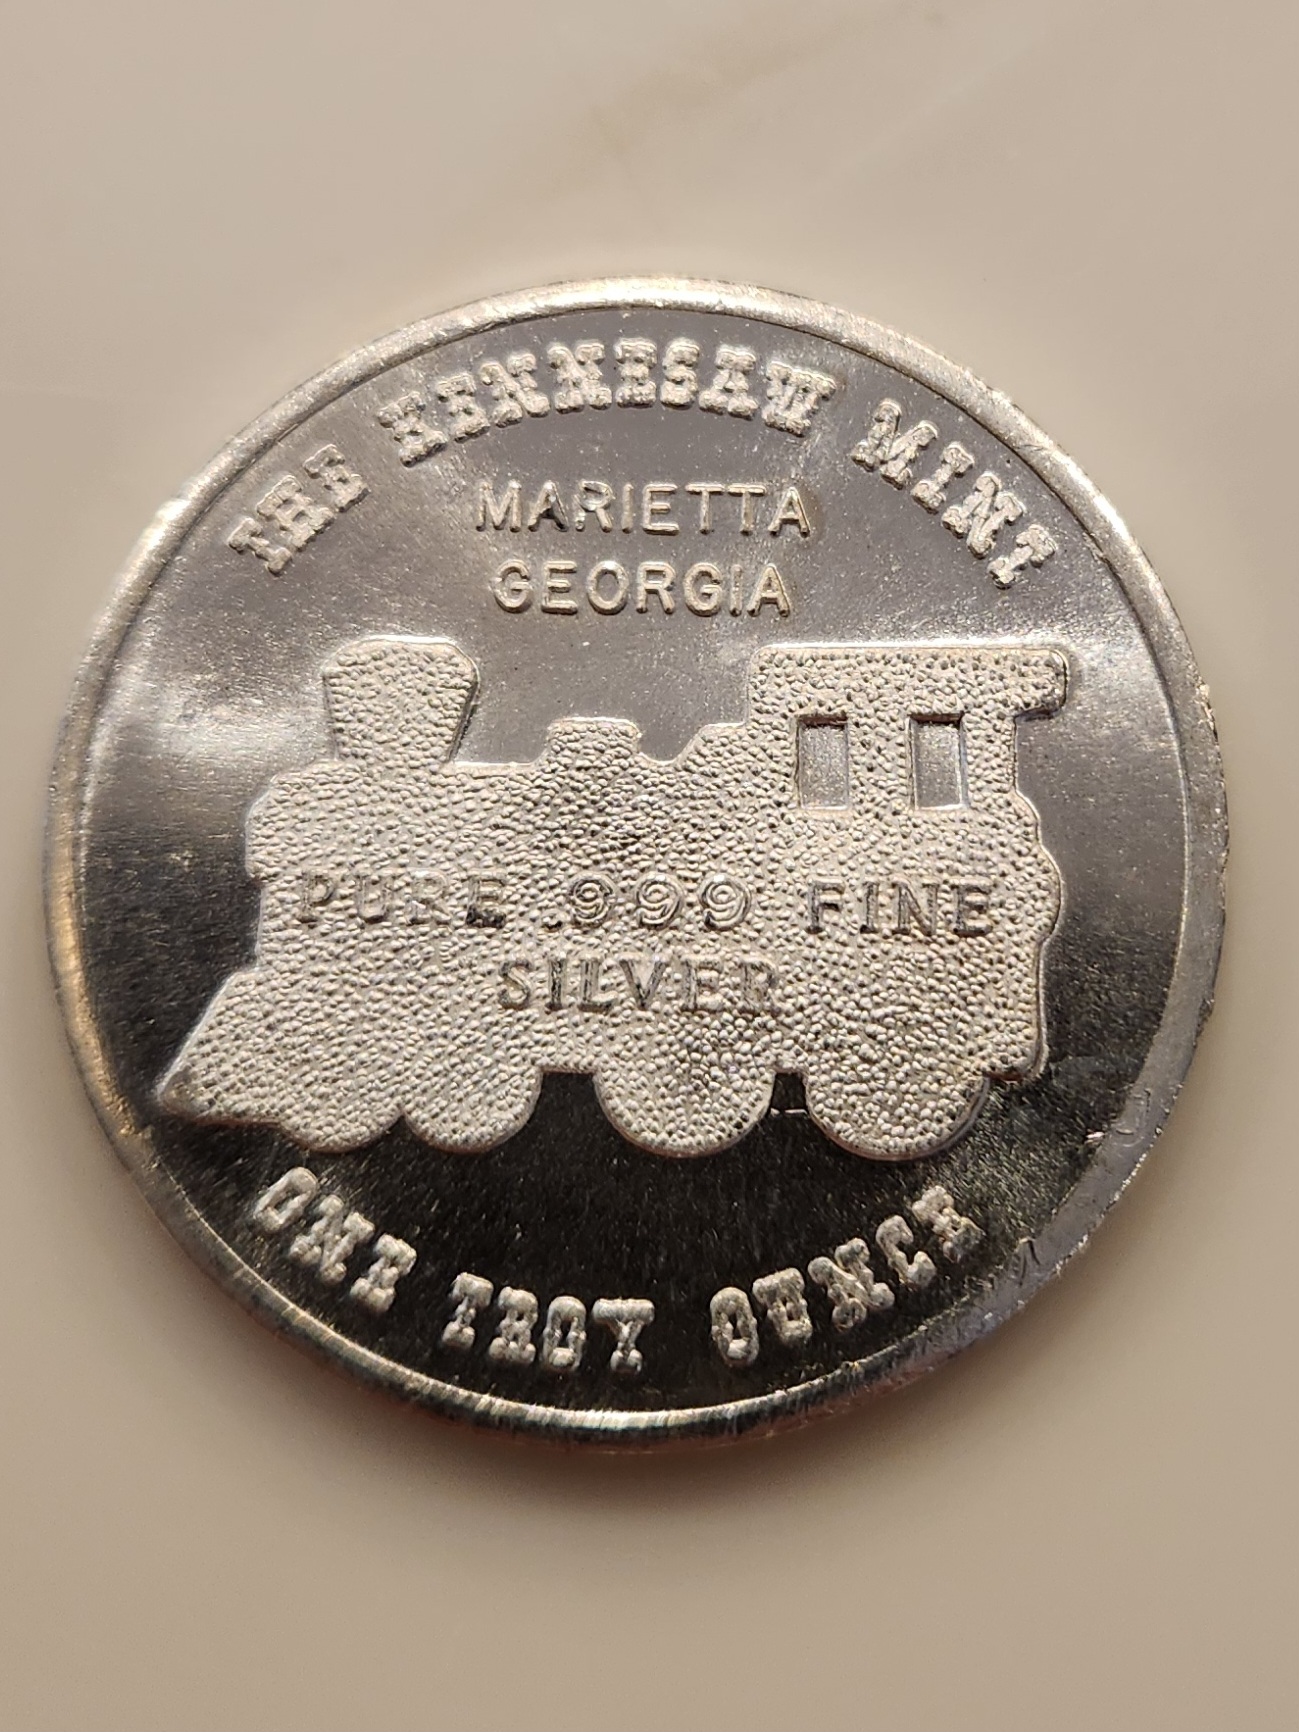 THE KENNESAW MINT
MARIETTA
GEORGIA
PURE .999 FINE
SILVER
ONE TROY OUNCE